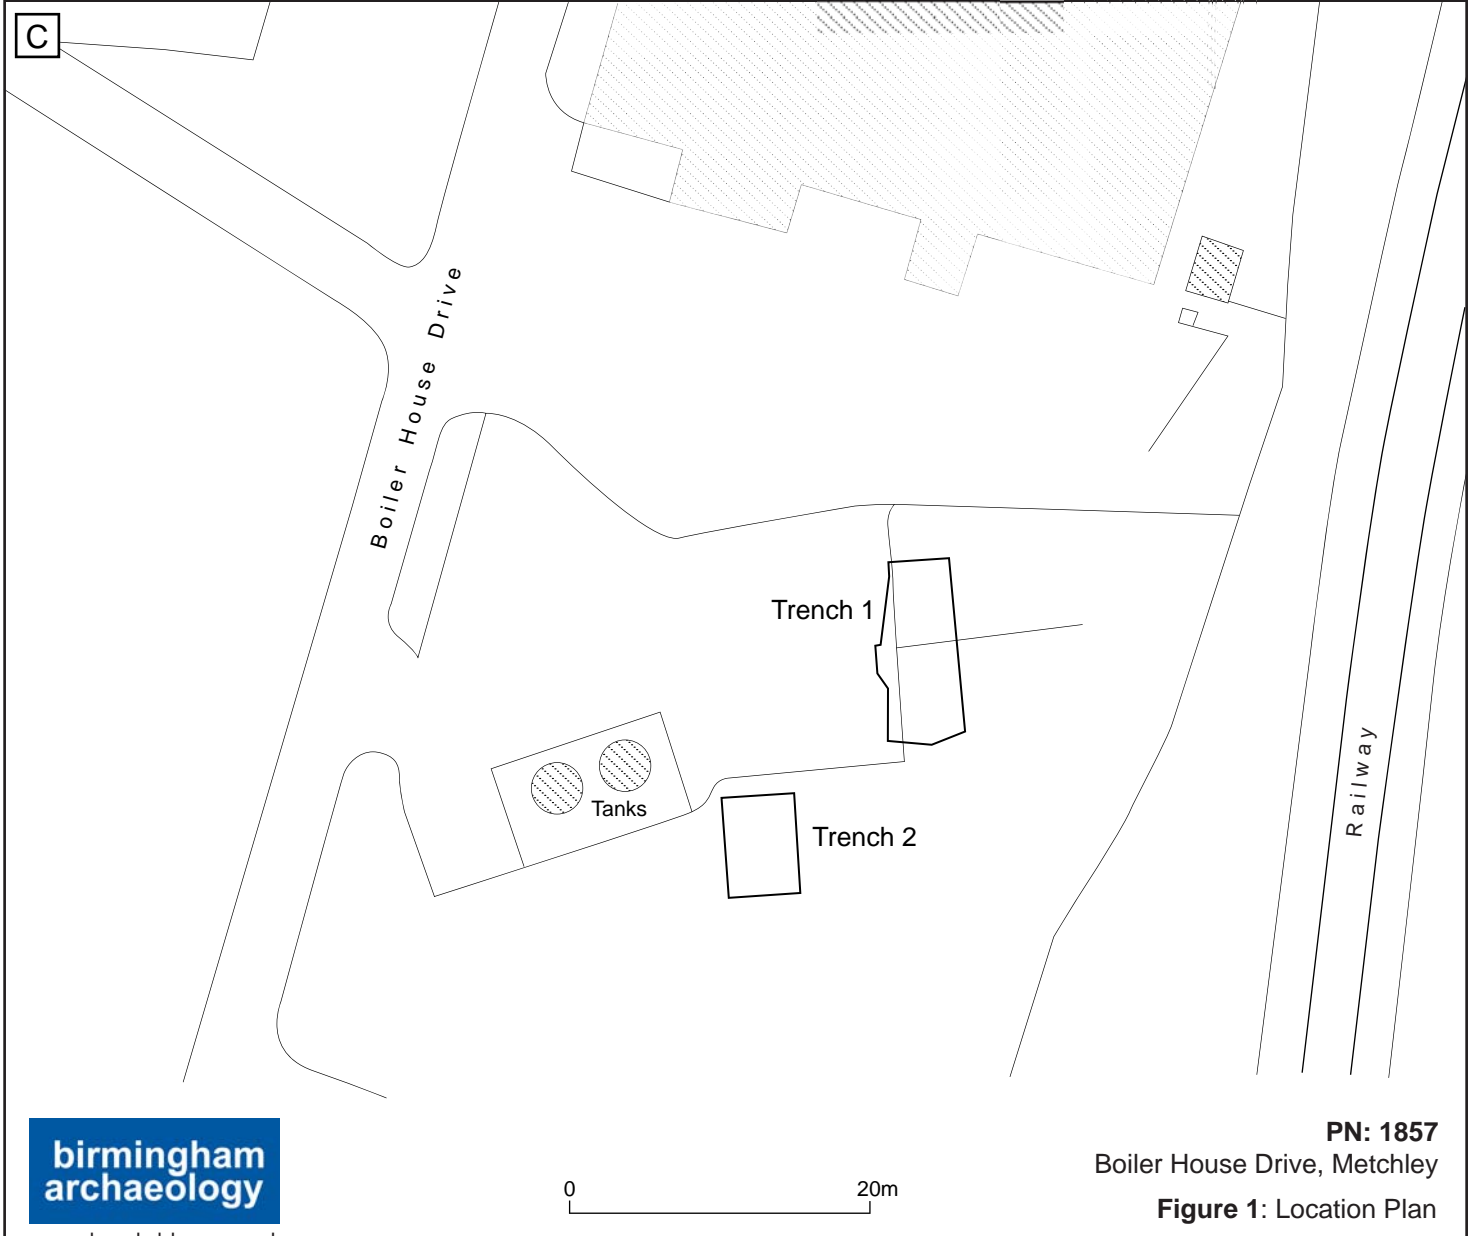 C
Boiler House Drive
Trench 1
Tanks
Trench 2
Railway
birmingham
archaeology
0 20m
PN: 1857
Boiler House Drive, Metchley
Figure 1: Location Plan